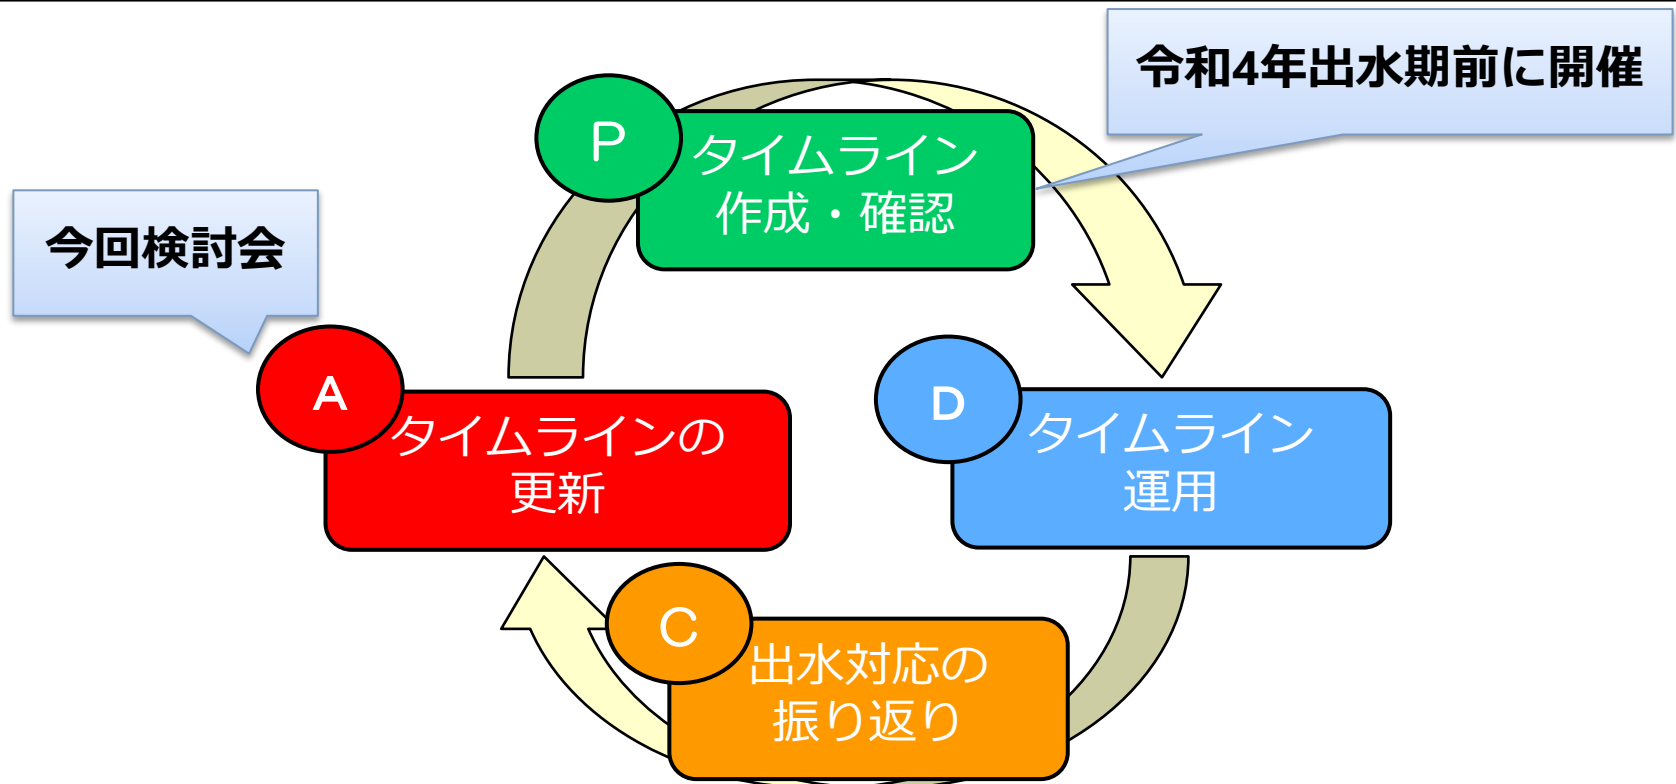 令和4年出水期前に開催
P
タイムライン
作成・確認
今回検討会
A
タイムラインの
更新
D
タイムライン
運用
C
出水対応の
振り返り